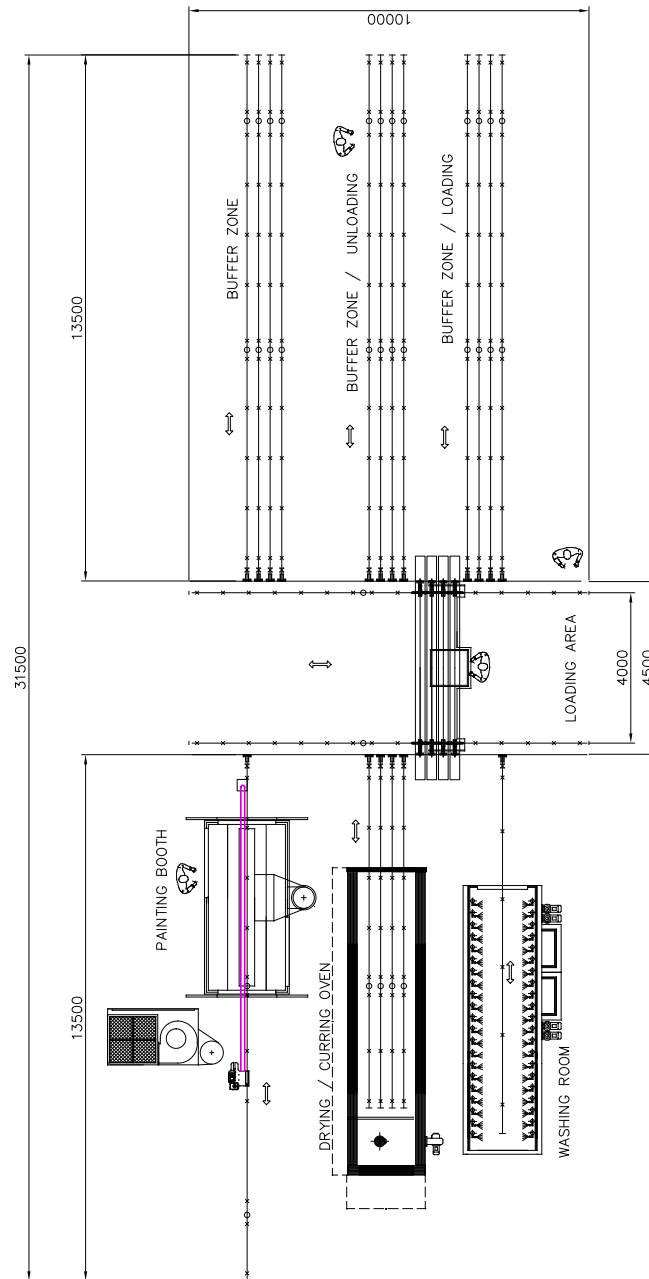 10000
31500
13500
BUFFER ZONE
BUFFER ZONE / UNLOADING
BUFFER ZONE / LOADING
LOADING AREA
4000
4500
13500
PAINTING BOOTH
DRYING / CURRING OVEN
WASHING ROOM